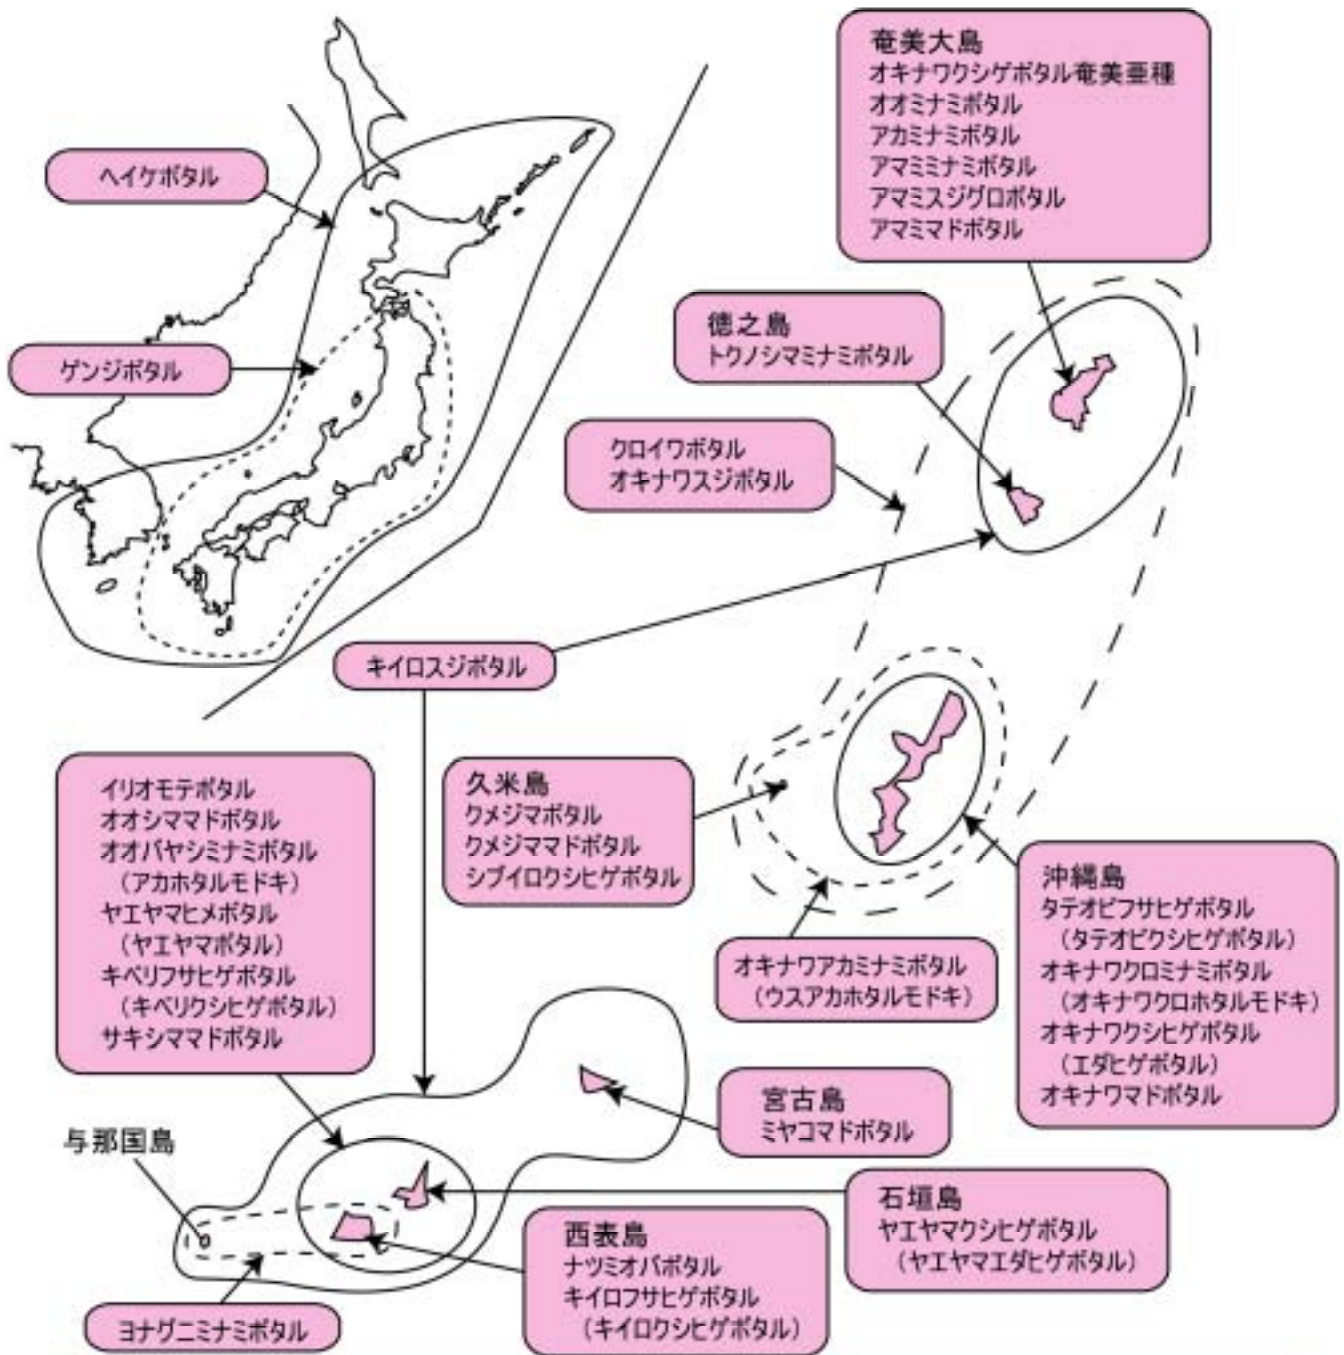 ヘイケボタル
ゲンジボタル
奄美大島
オキナワクシゲボタル奄美亜種
オオミナミボタル
アカミナミボタル
アマミミナミボタル
アマミスジグロボタル
アマミマドボタル
徳之島
トクノシマミナミボタル
クロイワボタル
オキナワスジボタル
キイロスジボタル
イリオモテボタル
オオシママドボタル
オオバヤシミナミボタル
(アカホタルモドキ)
ヤエヤマヒメボタル
(ヤエヤマボタル)
キベリフサヒゲボタル
(キベリクシヒゲボタル)
サキシママドボタル
久米島
クメジマボタル
クメジママドボタル
シブイロクシヒゲボタル
沖縄島
タテオビフサヒゲボタル
(タテオビクシヒゲボタル)
オキナワクロミナミボタル
(オキナワクロホタルモドキ)
オキナワクシヒゲボタル
(エダヒゲボタル)
オキナワマドボタル
オキナワアカミナミボタル
(ウスアカホタルモドキ)
宮古島
ミヤコマドボタル
与那国島
石垣島
ヤエヤマクシヒゲボタル
(ヤエヤマエダヒゲボタル)
西表島
ナツミオバボタル
キイロフサヒゲボタル
(キイロクシヒゲボタル)
ヨナグニミナミボタル